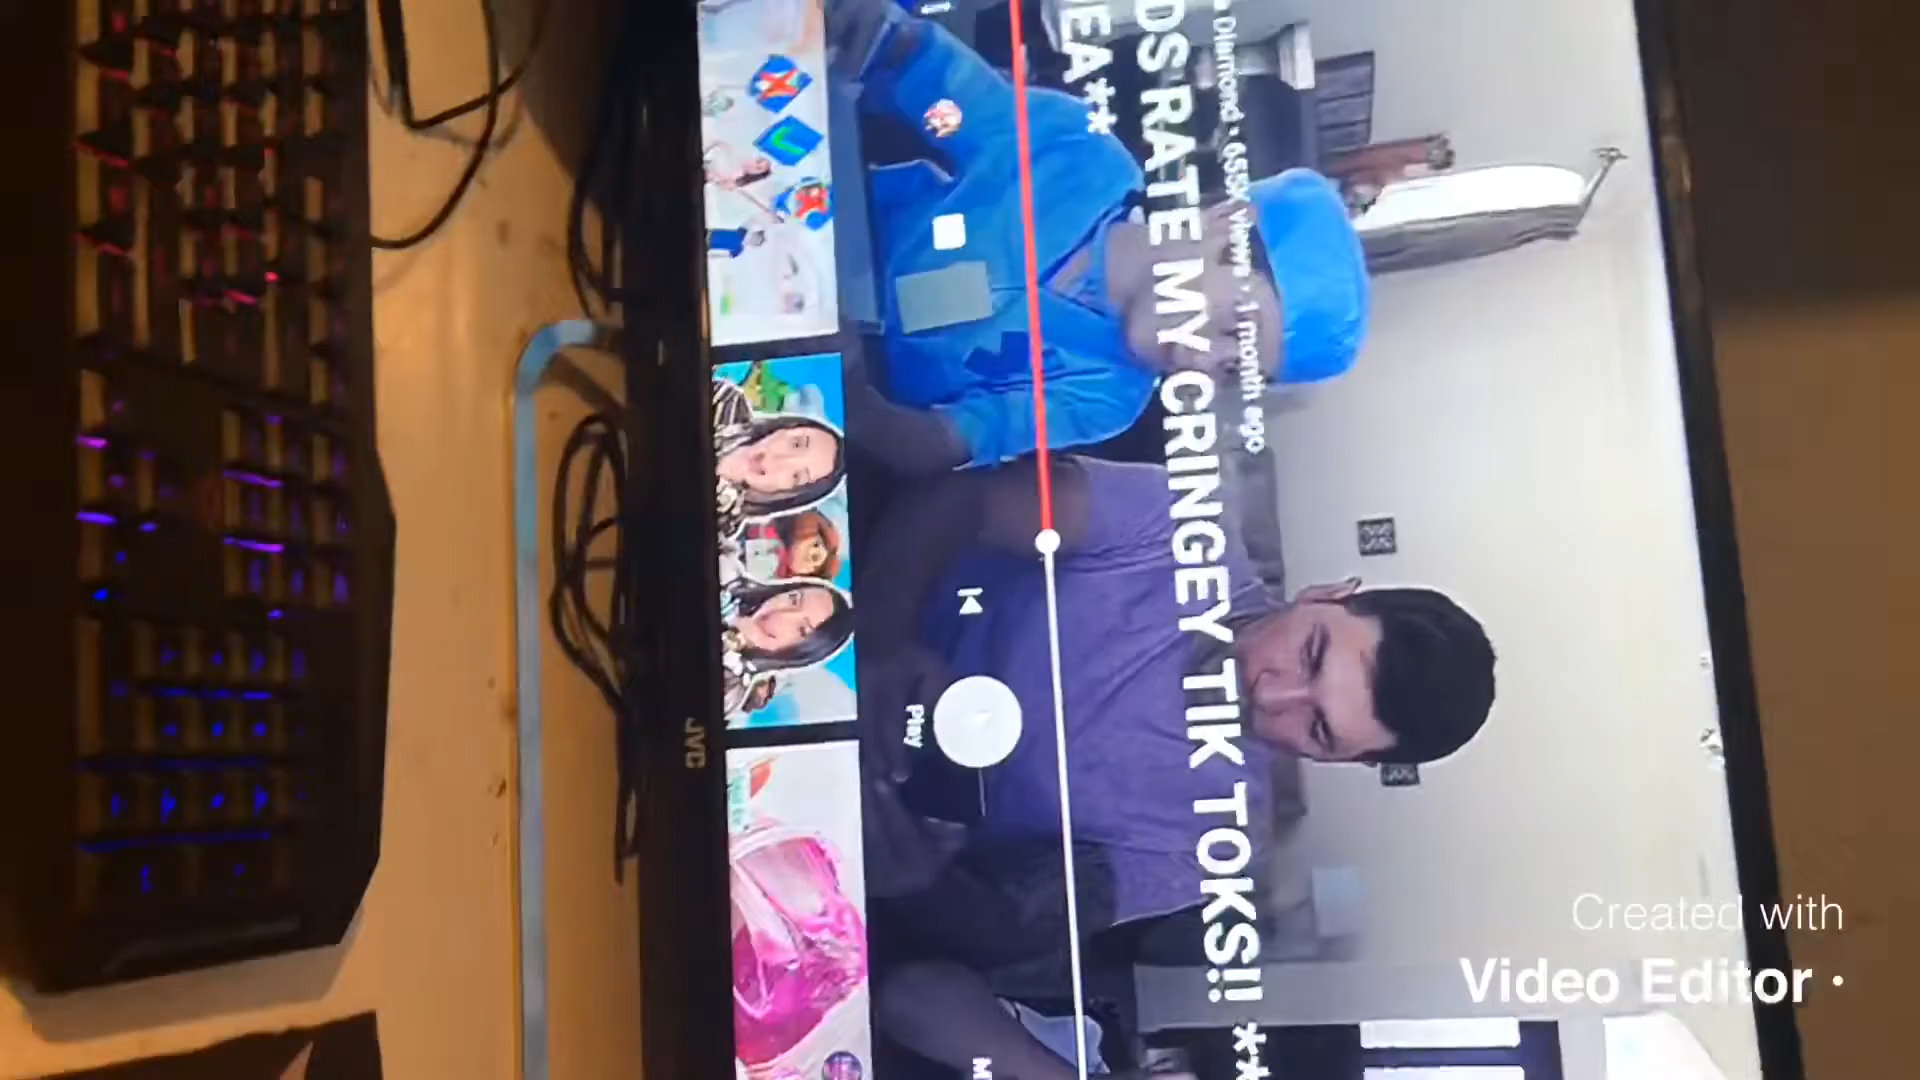 DS RATE MY CRINGEY TIK TOKS!! **
EA**
Diamond • 655K views • 1 month ago
Play
JVC
Created with
Video Editor •